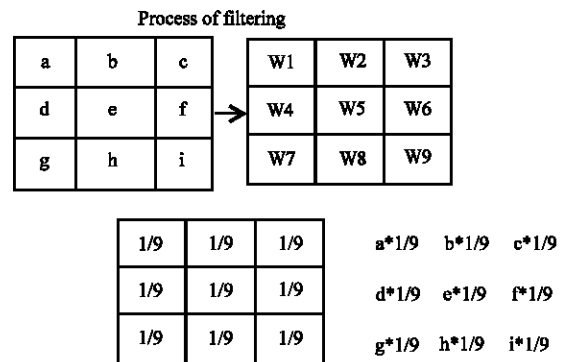 Process of filtering
a b c W1 W2 W3
d e f W4 W5 W6
g h i W7 W8 W9
1/9 1/9 1/9 a*1/9 b*1/9 c*1/9
1/9 1/9 1/9 d*1/9 e*1/9 f*1/9
1/9 1/9 1/9 g*1/9 h*1/9 i*1/9